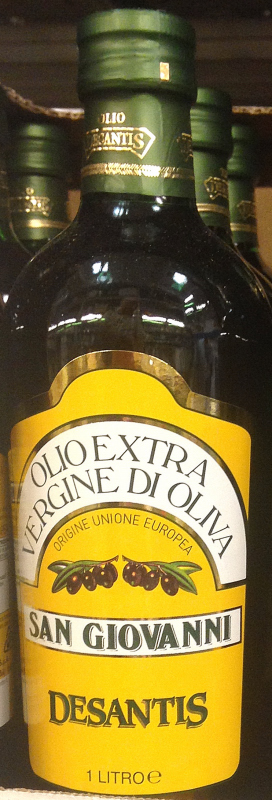 OLIO
DESANTIS
OLIO EXTRA
VERGINE DI OLIVA
ORIGINE UNIONE EUROPEA
SAN GIOVANNI
DESANTIS
1 LITRO ℮